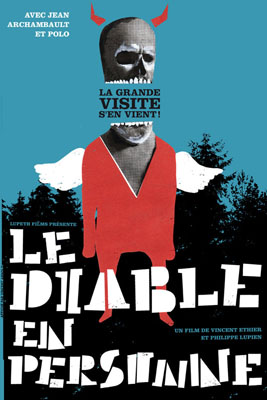 AVEC JEAN
ARCHAMBAULT
ET POLO
LA GRANDE
VISITE
S'EN VIENT!
LUPETH FILMS PRÉSENTE
LE
DIABLE
UN FILM DE VINCENT ETHIER
ET PHILIPPE LUPIEN
EN
PERSONNE